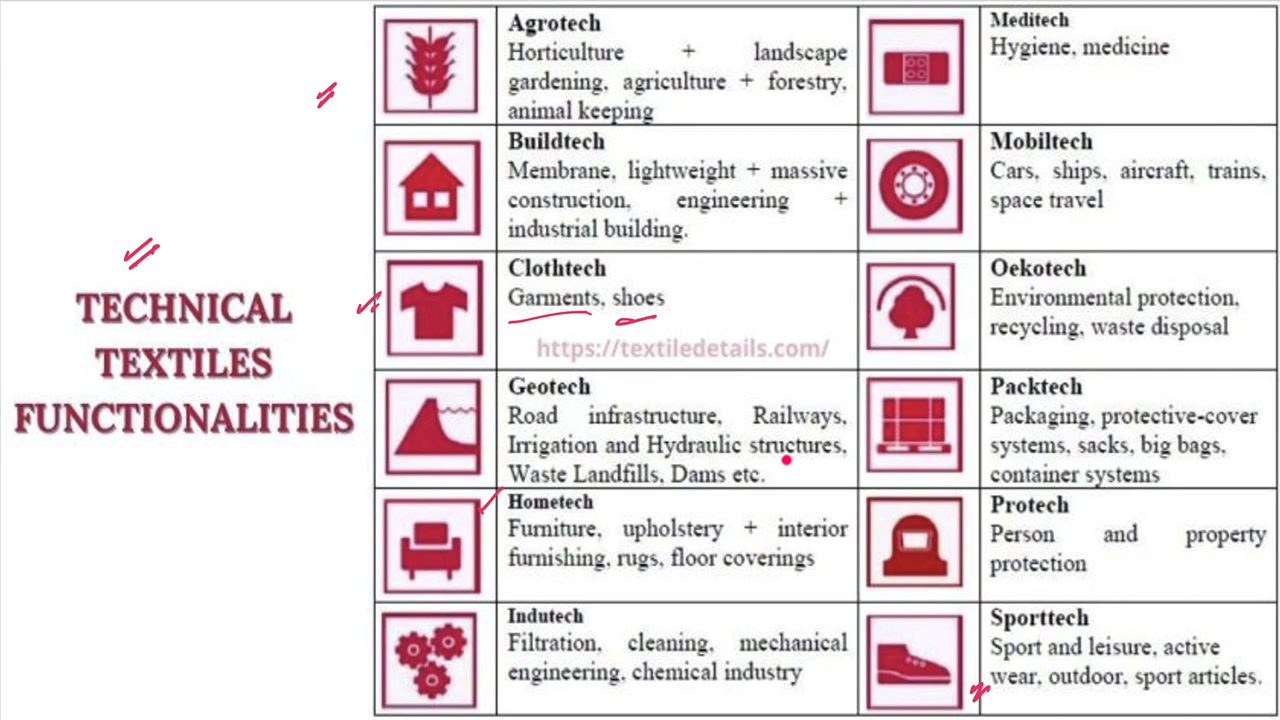 TECHNICAL
TEXTILES
FUNCTIONALITIES
Agrotech
Horticulture + landscape
gardening, agriculture + forestry,
animal keeping
Meditech
Hygiene, medicine
Buildtech
Membrane, lightweight + massive
construction, engineering +
industrial building.
Mobiltech
Cars, ships, aircraft, trains,
space travel
Clothtech
Garments, shoes
https://textiledetails.com/
Oekotech
Environmental protection,
recycling, waste disposal
Geotech
Road infrastructure, Railways,
Irrigation and Hydraulic structures,
Waste Landfills, Dams etc.
Packtech
Packaging, protective-cover
systems, sacks, big bags,
container systems
Hometech
Furniture, upholstery + interior
furnishing, rugs, floor coverings
Protech
Person and property
protection
Indutech
Filtration, cleaning, mechanical
engineering, chemical industry
Sporttech
Sport and leisure, active
wear, outdoor, sport articles.